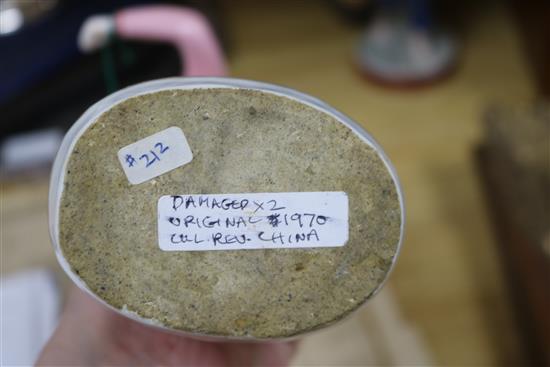 #212
DAMAGED X2
ORIGINAL #1970
CUL. REV. CHINA